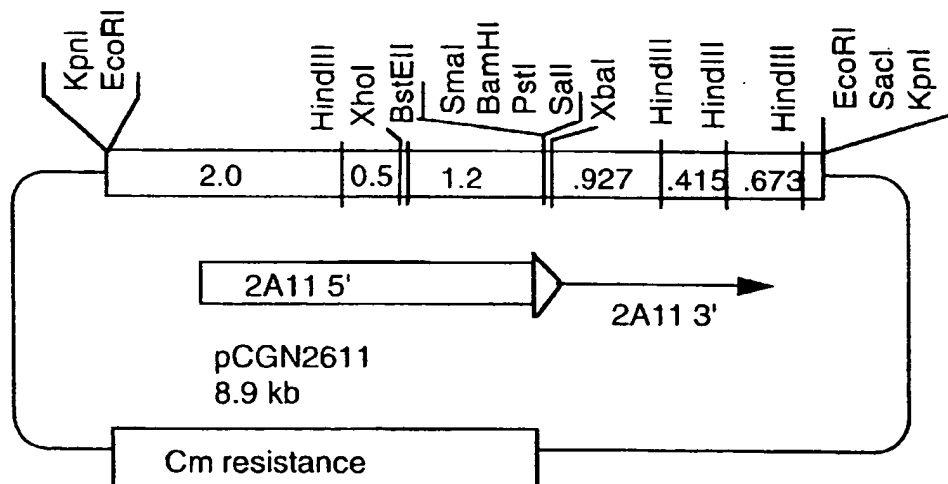 KpnI
EcoRI
HindIII
XhoI
BstEII
SmaI
BamHI
PstI
SalI
XbaI
HindIII
HindIII
HindIII
EcoRI
SacI
KpnI
2.0
0.5
1.2
.927
.415
.673
2A11 5'
2A11 3'
pCGN2611
8.9 kb
Cm resistance